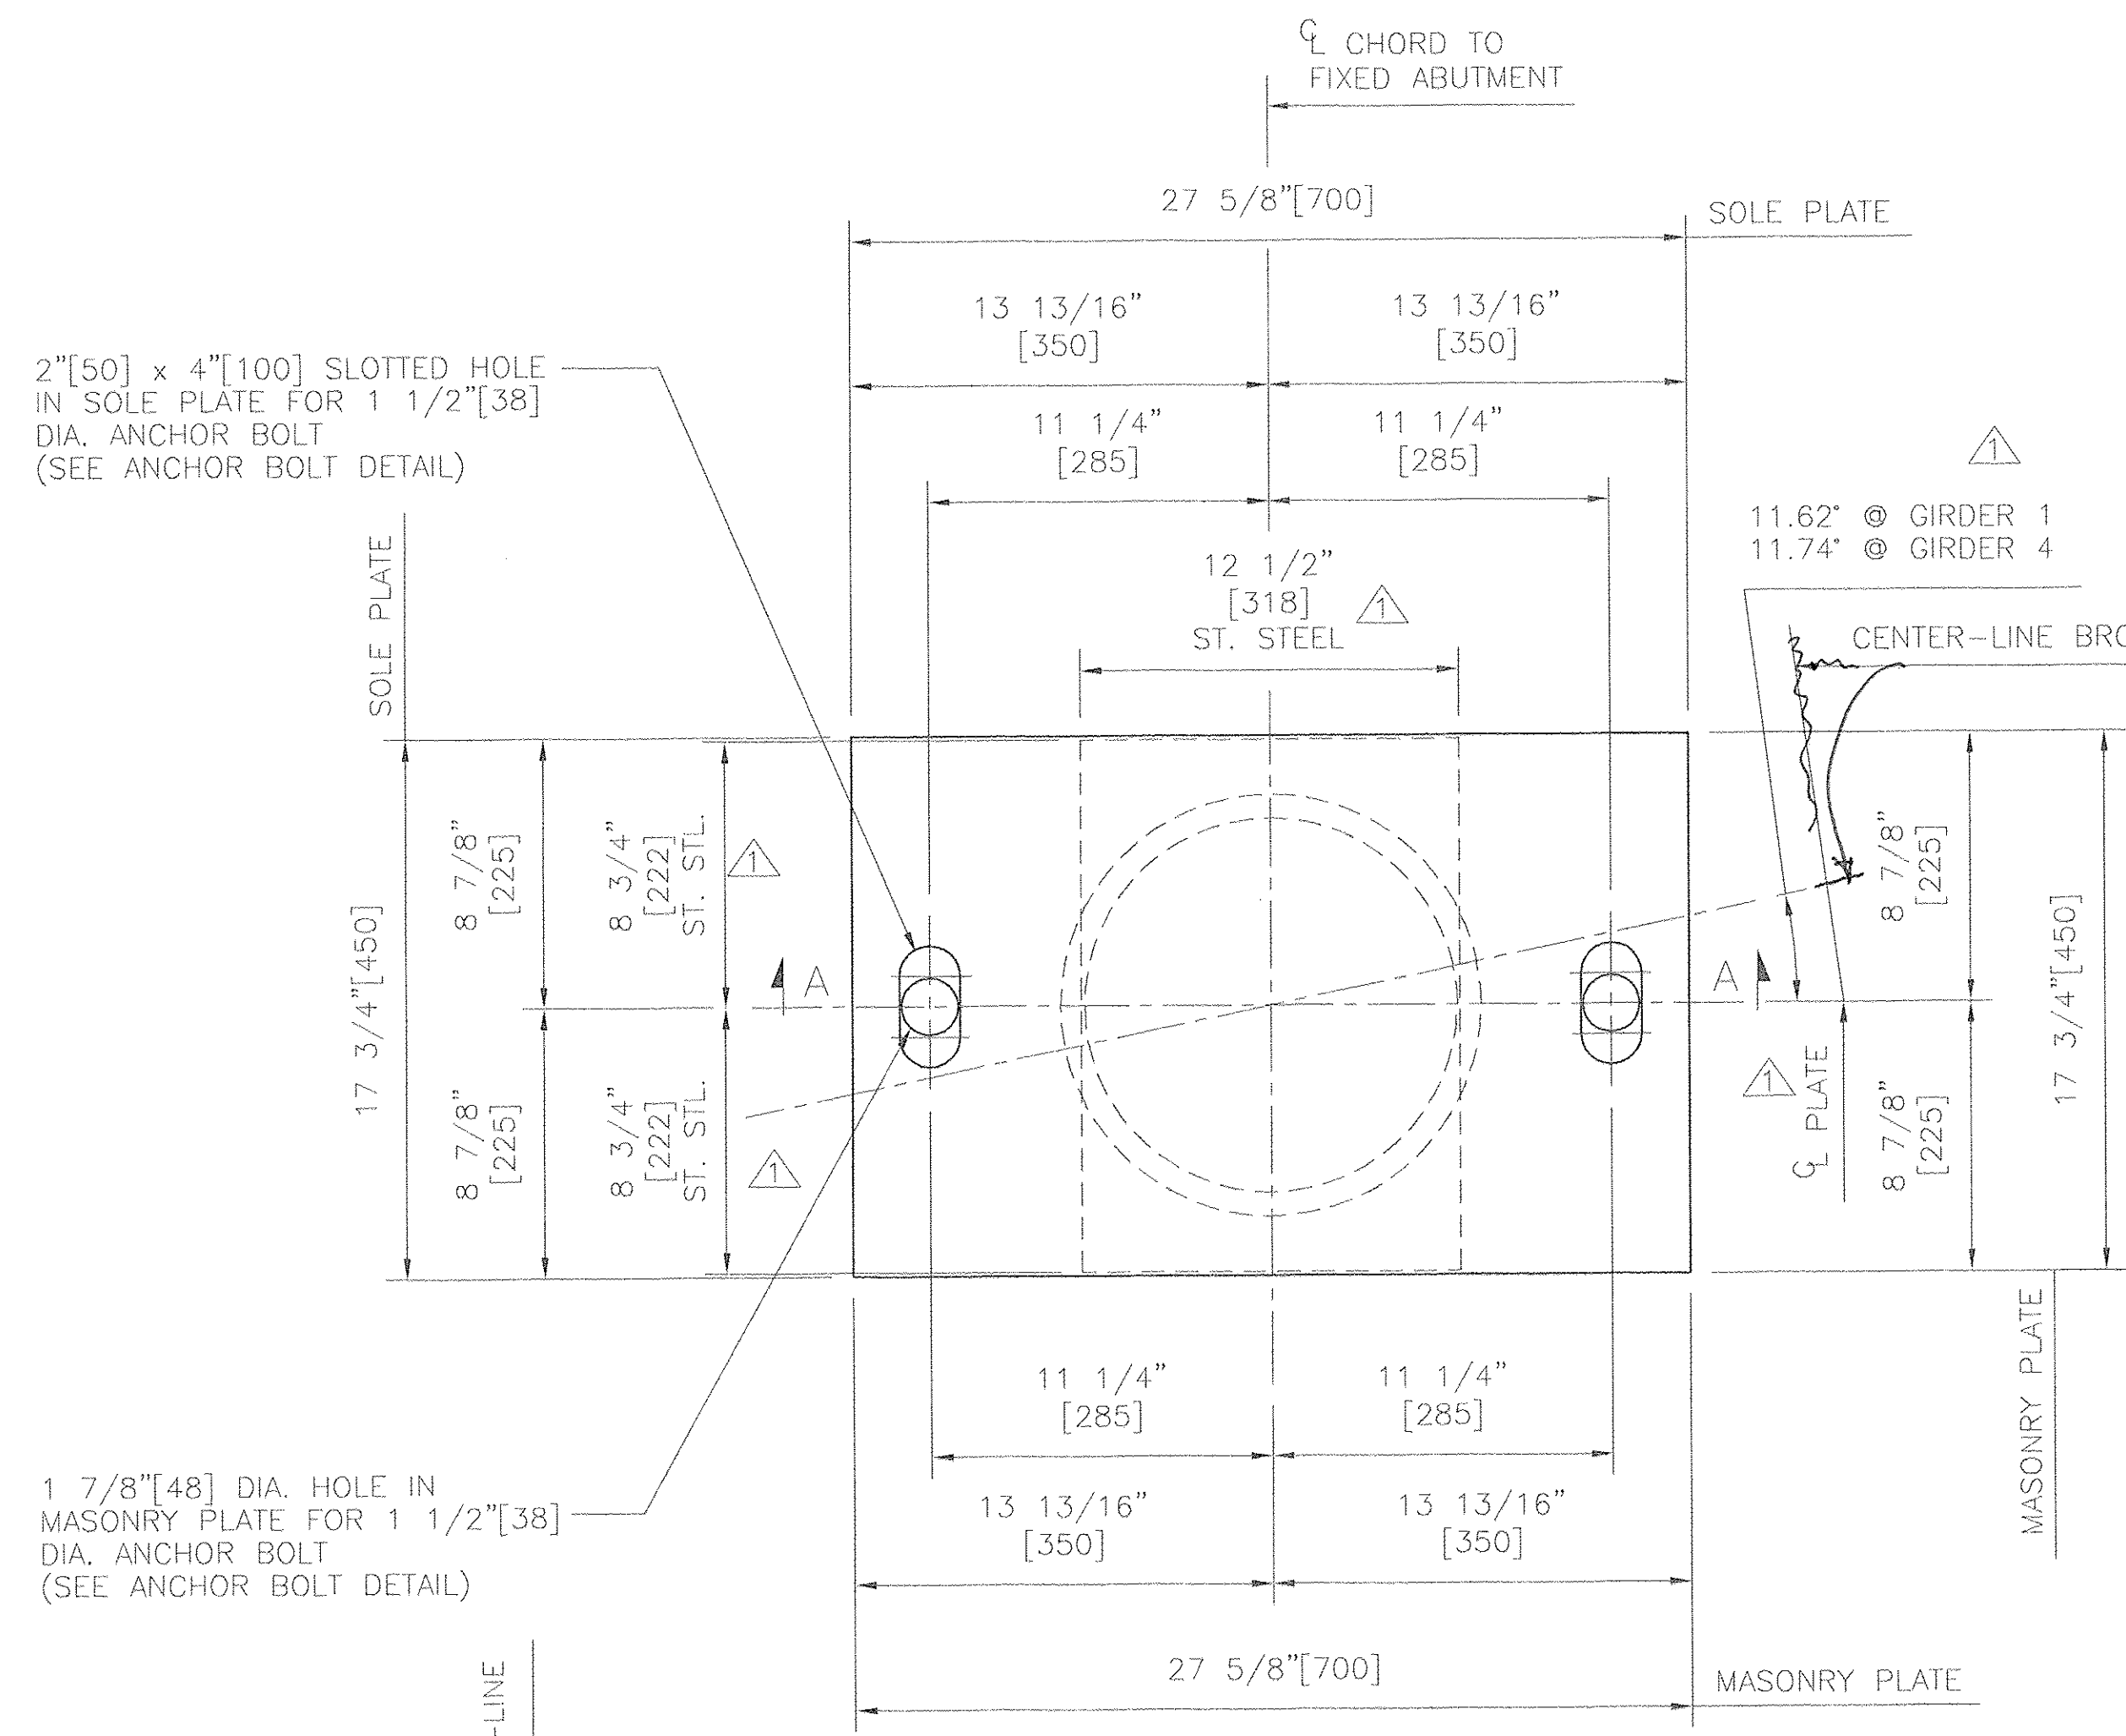 ℄ CHORD TO
FIXED ABUTMENT
27 5/8"[700]
SOLE PLATE
13 13/16"
[350]
13 13/16"
[350]
2"[50] x 4"[100] SLOTTED HOLE
IN SOLE PLATE FOR 1 1/2"[38]
DIA. ANCHOR BOLT
(SEE ANCHOR BOLT DETAIL)
11 1/4"
[285]
11 1/4"
[285]
1
11.62° @ GIRDER 1
11.74° @ GIRDER 4
SOLE PLATE
12 1/2"
[318]
ST. STEEL
1
CENTER-LINE BRG
17 3/4"[450]
8 7/8"
[225]
8 3/4"
[222]
ST. STL.
1
8 7/8"
[225]
17 3/4"[450]
A
A
8 7/8"
[225]
8 3/4"
[222]
ST. STL.
1
1
℄ PLATE
8 7/8"
[225]
MASONRY PLATE
11 1/4"
[285]
11 1/4"
[285]
1 7/8"[48] DIA. HOLE IN
MASONRY PLATE FOR 1 1/2"[38]
DIA. ANCHOR BOLT
(SEE ANCHOR BOLT DETAIL)
13 13/16"
[350]
13 13/16"
[350]
27 5/8"[700]
MASONRY PLATE
-LINE